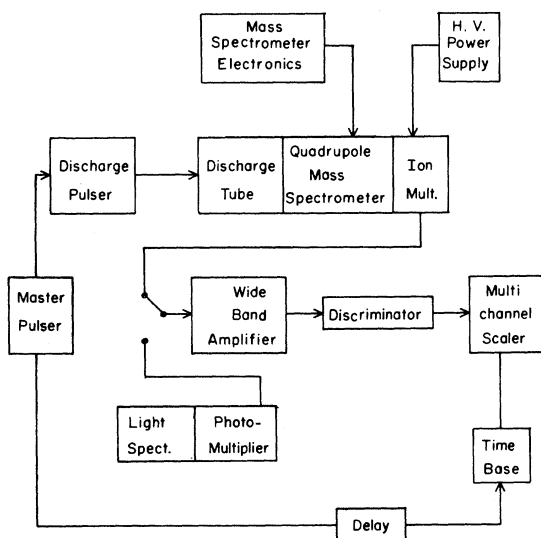 Mass
Spectrometer
Electronics
H. V.
Power
Supply
Discharge
Pulser
Discharge
Tube
Quadrupole
Mass
Spectrometer
Ion
Mult.
Master
Pulser
Wide
Band
Amplifier
Discriminator
Multi
channel
Scaler
Light
Spect.
Photo-
Multiplier
Time
Base
Delay